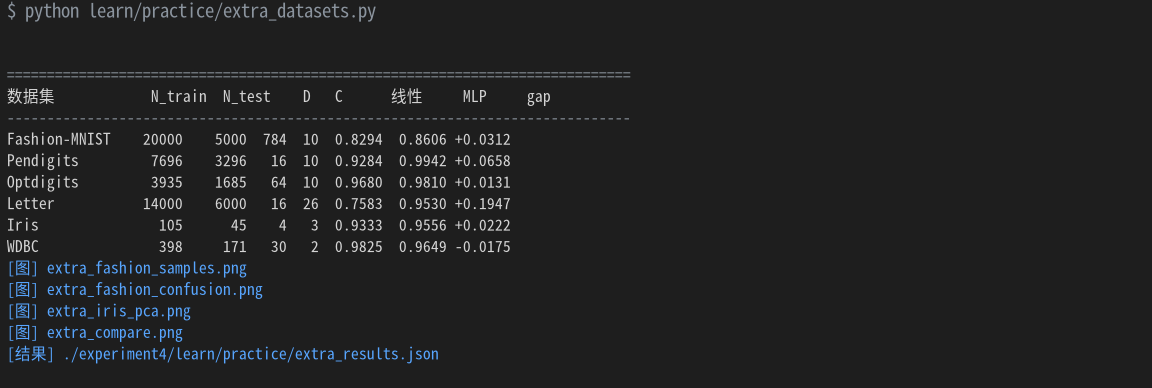 $ python learn/practice/extra_datasets.py
==============================================================================
数据集            N_train  N_test    D   C      线性     MLP     gap
------------------------------------------------------------------------------
Fashion-MNIST    20000    5000  784  10  0.8294  0.8606 +0.0312
Pendigits         7696    3296   16  10  0.9284  0.9942 +0.0658
Optdigits         3935    1685   64  10  0.9680  0.9810 +0.0131
Letter           14000    6000   16  26  0.7583  0.9530 +0.1947
Iris               105      45    4   3  0.9333  0.9556 +0.0222
WDBC               398     171   30   2  0.9825  0.9649 -0.0175
[图] extra_fashion_samples.png
[图] extra_fashion_confusion.png
[图] extra_iris_pca.png
[图] extra_compare.png
[结果] ./experiment4/learn/practice/extra_results.json